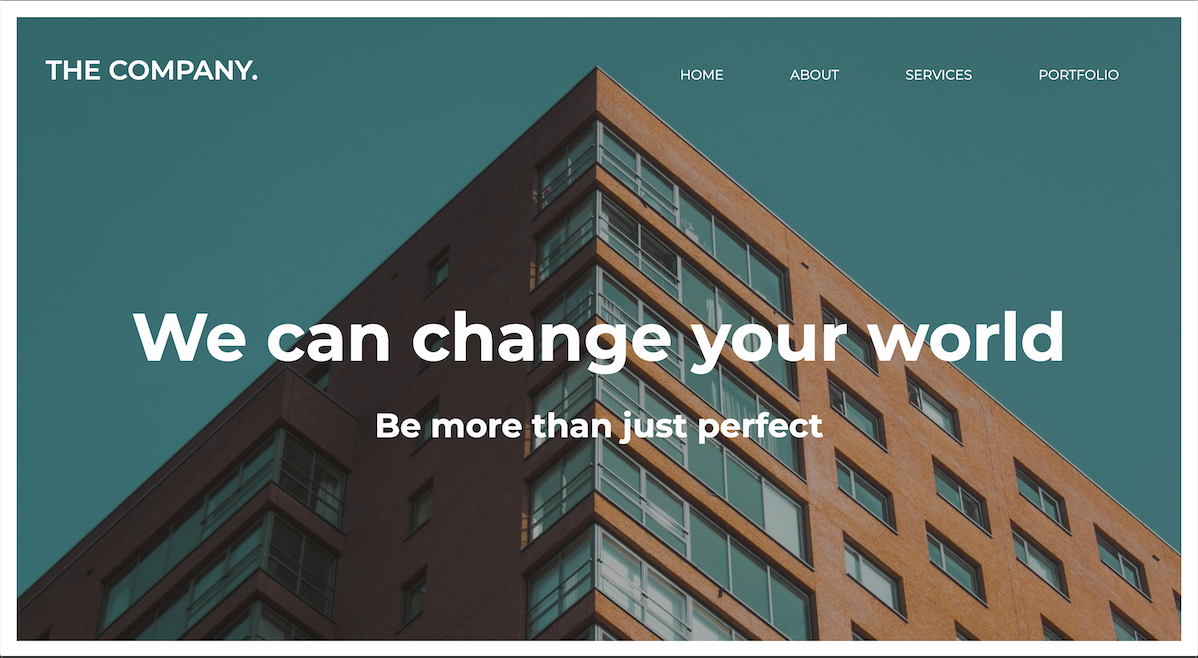 THE COMPANY.
HOME ABOUT SERVICES PORTFOLIO
We can change your world
Be more than just perfect